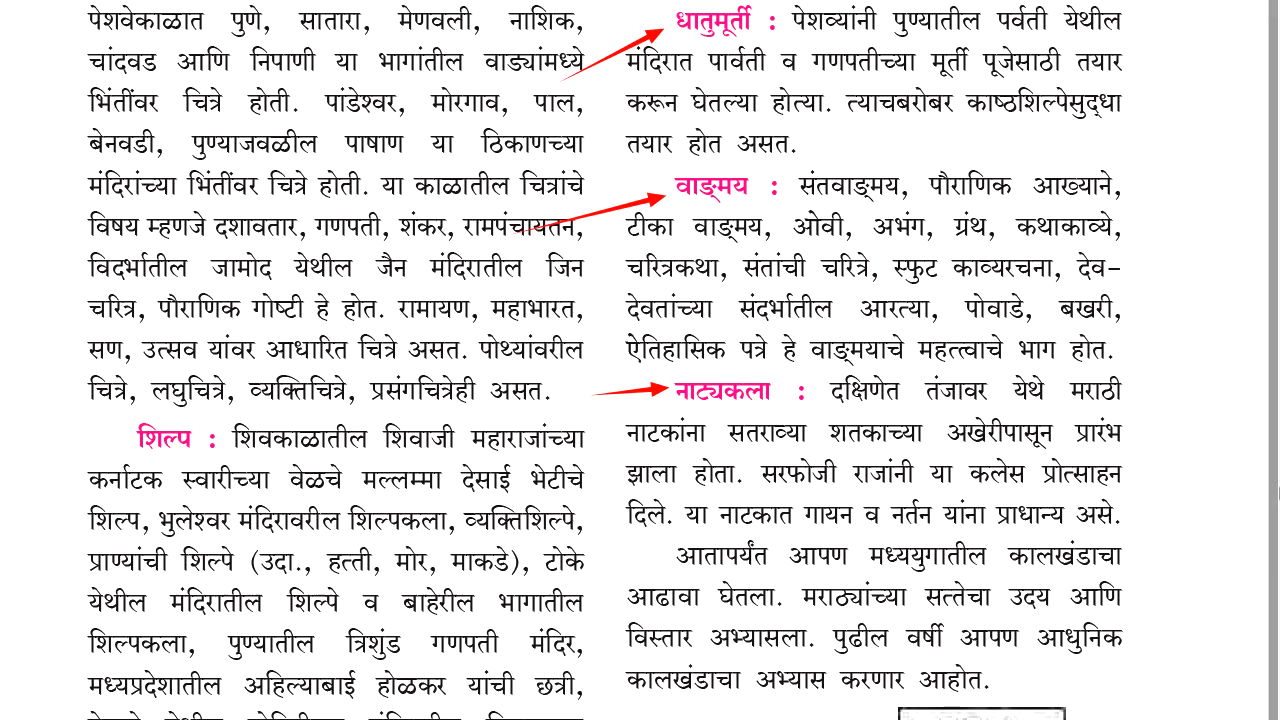 पेशवेकाळात पुणे, सातारा, मेणवली, नाशिक,
चांदवड आणि निपाणी या भागांतील वाड्यांमध्ये
भिंतींवर चित्रे होती. पांडेश्वर, मोरगाव, पाल,
बेनवडी, पुण्याजवळील पाषाण या ठिकाणच्या
मंदिरांच्या भिंतींवर चित्रे होती. या काळातील चित्रांचे
विषय म्हणजे दशावतार, गणपती, शंकर, रामपंचायतन,
विदर्भातील जामोद येथील जैन मंदिरातील जिन
चरित्र, पौराणिक गोष्टी हे होत. रामायण, महाभारत,
सण, उत्सव यांवर आधारित चित्रे असत. पोथ्यांवरील
चित्रे, लघुचित्रे, व्यक्तिचित्रे, प्रसंगचित्रेही असत.
शिल्प : शिवकाळातील शिवाजी महाराजांच्या
कर्नाटक स्वारीच्या वेळचे मल्लम्मा देसाई भेटीचे
शिल्प, भुलेश्वर मंदिरावरील शिल्पकला, व्यक्तिशिल्पे,
प्राण्यांची शिल्पे (उदा., हत्ती, मोर, माकडे), टोके
येथील मंदिरातील शिल्पे व बाहेरील भागातील
शिल्पकला, पुण्यातील त्रिशुंड गणपती मंदिर,
मध्यप्रदेशातील अहिल्याबाई होळकर यांची छत्री,
धातुमूर्ती : पेशव्यांनी पुण्यातील पर्वती येथील
मंदिरात पार्वती व गणपतीच्या मूर्ती पूजेसाठी तयार
करून घेतल्या होत्या. त्याचबरोबर काष्ठशिल्पेसुद्धा
तयार होत असत.
वाङ्मय : संतवाङ्मय, पौराणिक आख्याने,
टीका वाङ्मय, ओवी, अभंग, ग्रंथ, कथाकाव्ये,
चरित्रकथा, संतांची चरित्रे, स्फुट काव्यरचना, देव-
देवतांच्या संदर्भातील आरत्या, पोवाडे, बखरी,
ऐतिहासिक पत्रे हे वाङ्मयाचे महत्त्वाचे भाग होत.
नाट्यकला : दक्षिणेत तंजावर येथे मराठी
नाटकांना सतराव्या शतकाच्या अखेरीपासून प्रारंभ
झाला होता. सरफोजी राजांनी या कलेस प्रोत्साहन
दिले. या नाटकात गायन व नर्तन यांना प्राधान्य असे.
आतापर्यंत आपण मध्ययुगातील कालखंडाचा
आढावा घेतला. मराठ्यांच्या सत्तेचा उदय आणि
विस्तार अभ्यासला. पुढील वर्षी आपण आधुनिक
कालखंडाचा अभ्यास करणार आहोत.